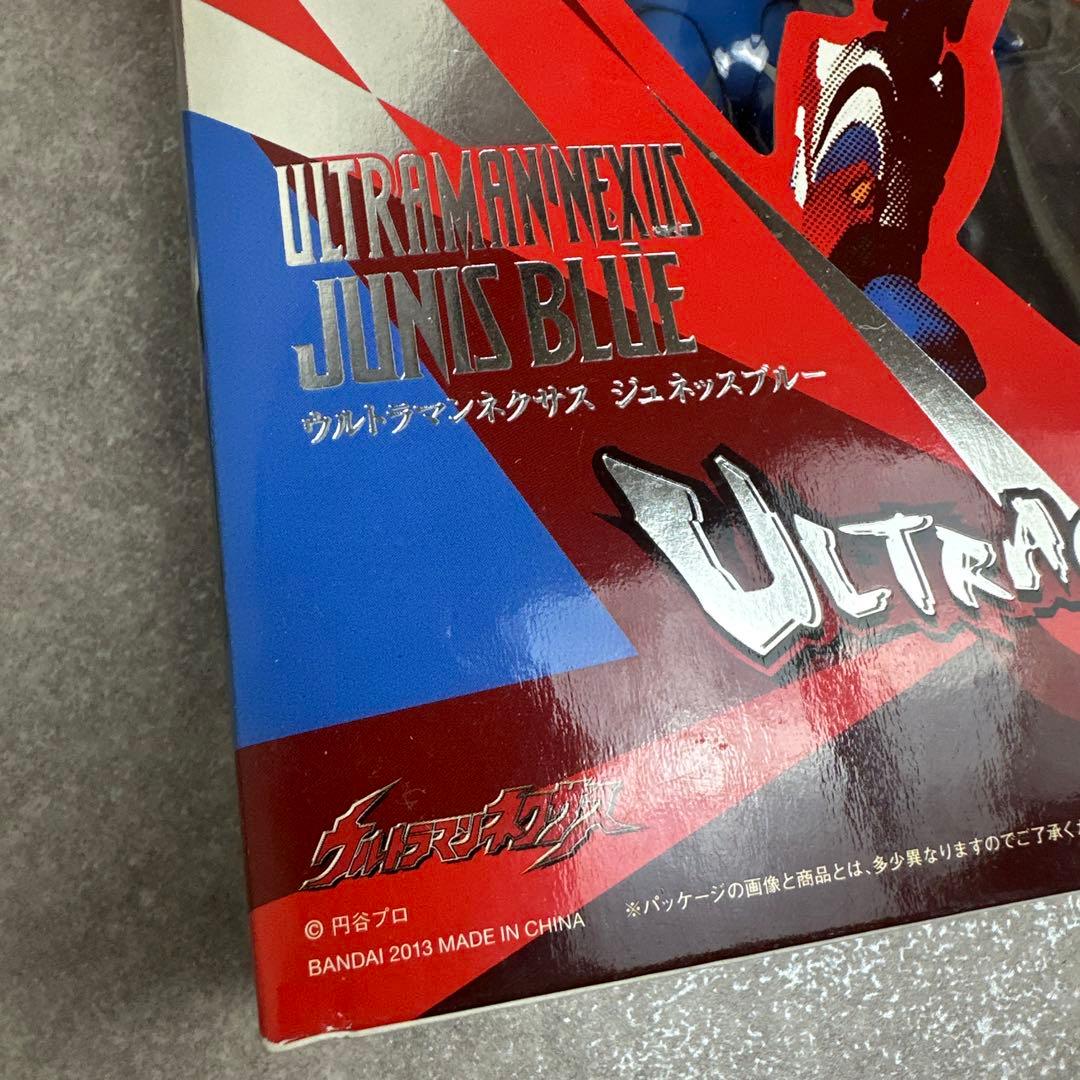 ULTRAMAN NEXUS
JUNIS BLUE
ウルトラマンネクサス ジュネッスブルー
ULTRA
ウルトラマンネクサス
※パッケージの画像と商品とは、多少異なりますのでご了承くだ
© 円谷プロ
BANDAI 2013 MADE IN CHINA